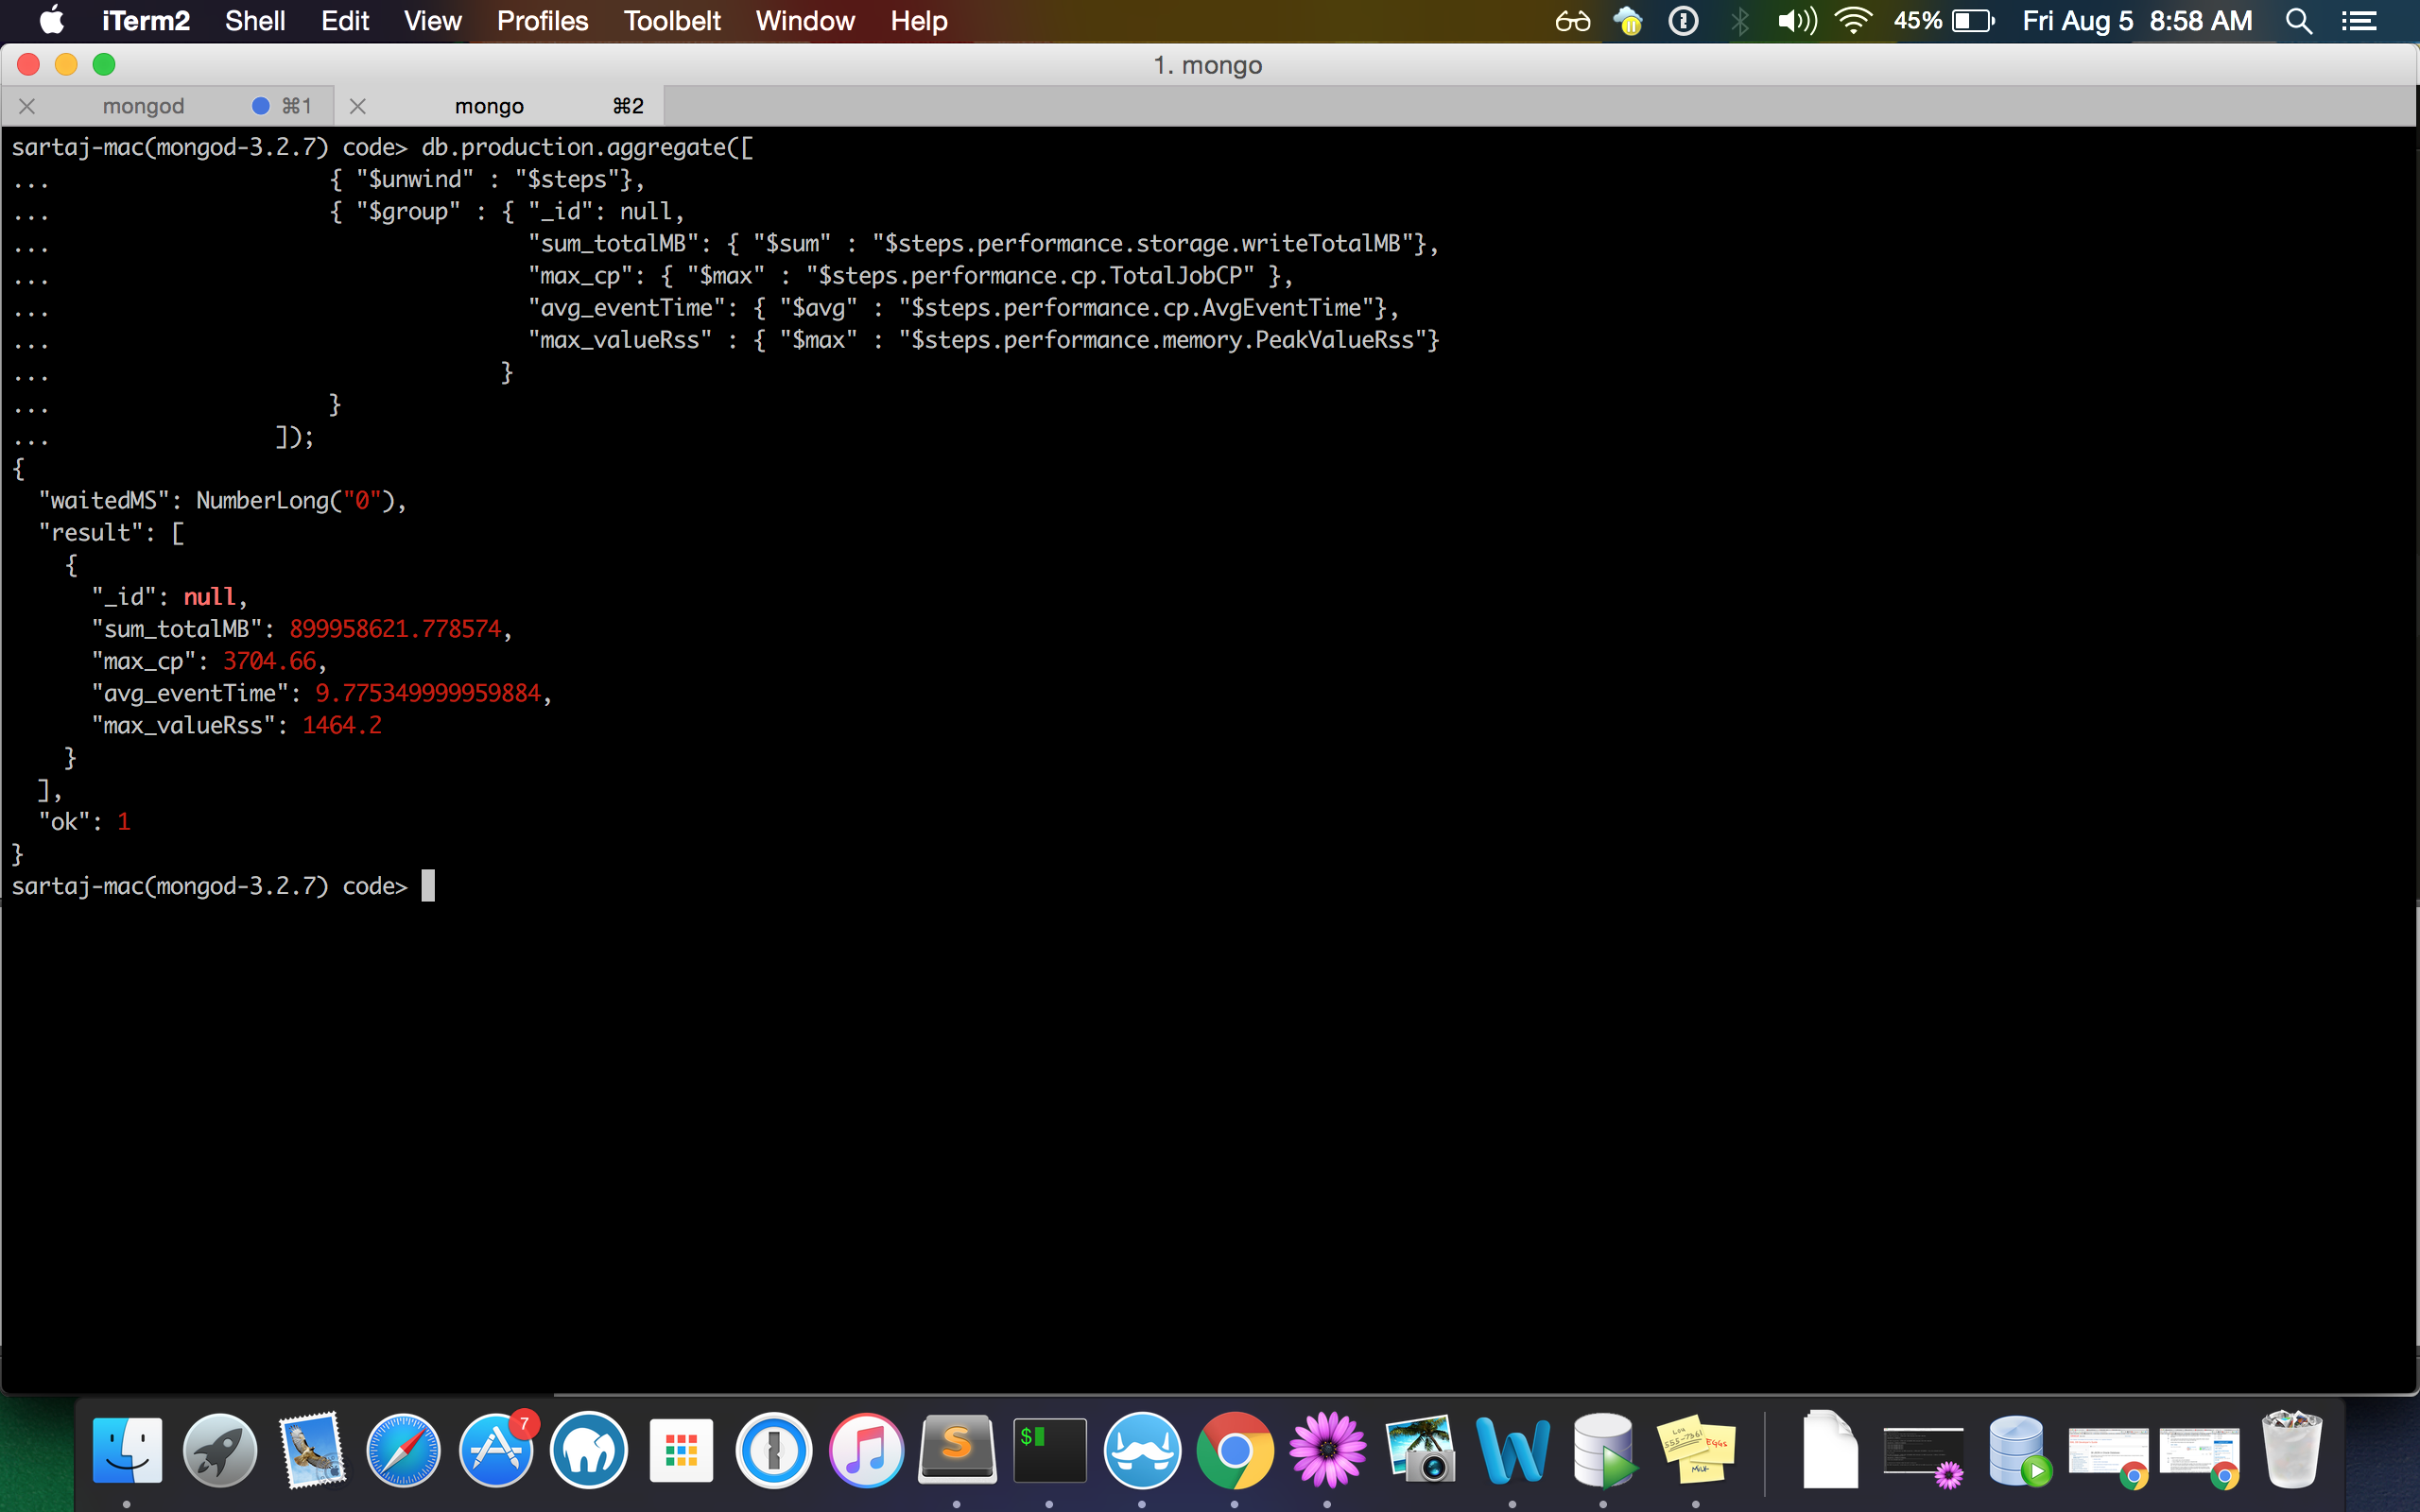 iTerm2 Shell Edit View Profiles Toolbelt Window Help 45% Fri Aug 5 8:58 AM
1. mongo
mongod ⌘1 mongo ⌘2
sartaj-mac(mongod-3.2.7) code> db.production.aggregate([
... { "$unwind" : "$steps"},
... { "$group" : { "_id": null,
... "sum_totalMB": { "$sum" : "$steps.performance.storage.writeTotalMB"},
... "max_cp": { "$max" : "$steps.performance.cp.TotalJobCP" },
... "avg_eventTime": { "$avg" : "$steps.performance.cp.AvgEventTime"},
... "max_valueRss" : { "$max" : "$steps.performance.memory.PeakValueRss"}
... }
... }
... ]);
{
"waitedMS": NumberLong("0"),
"result": [
{
"_id": null,
"sum_totalMB": 899958621.778574,
"max_cp": 3704.66,
"avg_eventTime": 9.775349999959884,
"max_valueRss": 1464.2
}
],
"ok": 1
}
sartaj-mac(mongod-3.2.7) code>
7
$
EGGS
MILK